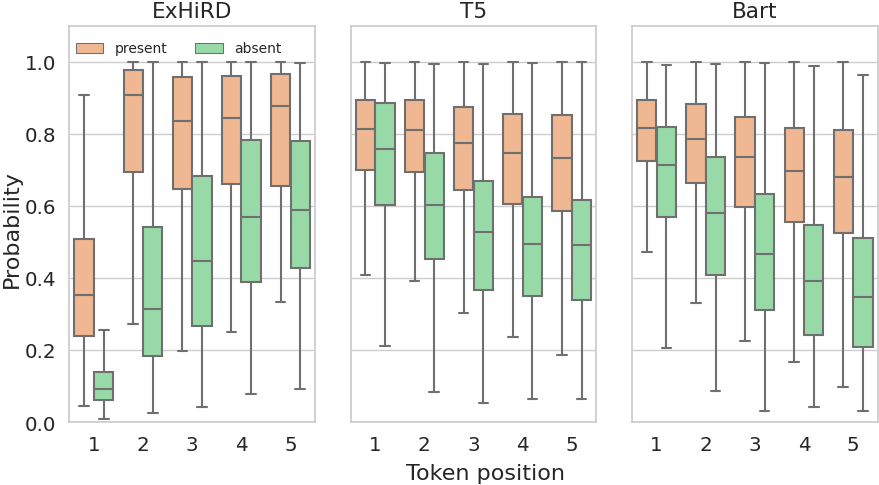 ExHiRD
T5
Bart
present
absent
Probability
1.0
0.8
0.6
0.4
0.2
0.0
1 2 3 4 5
1 2 3 4 5
1 2 3 4 5
Token position